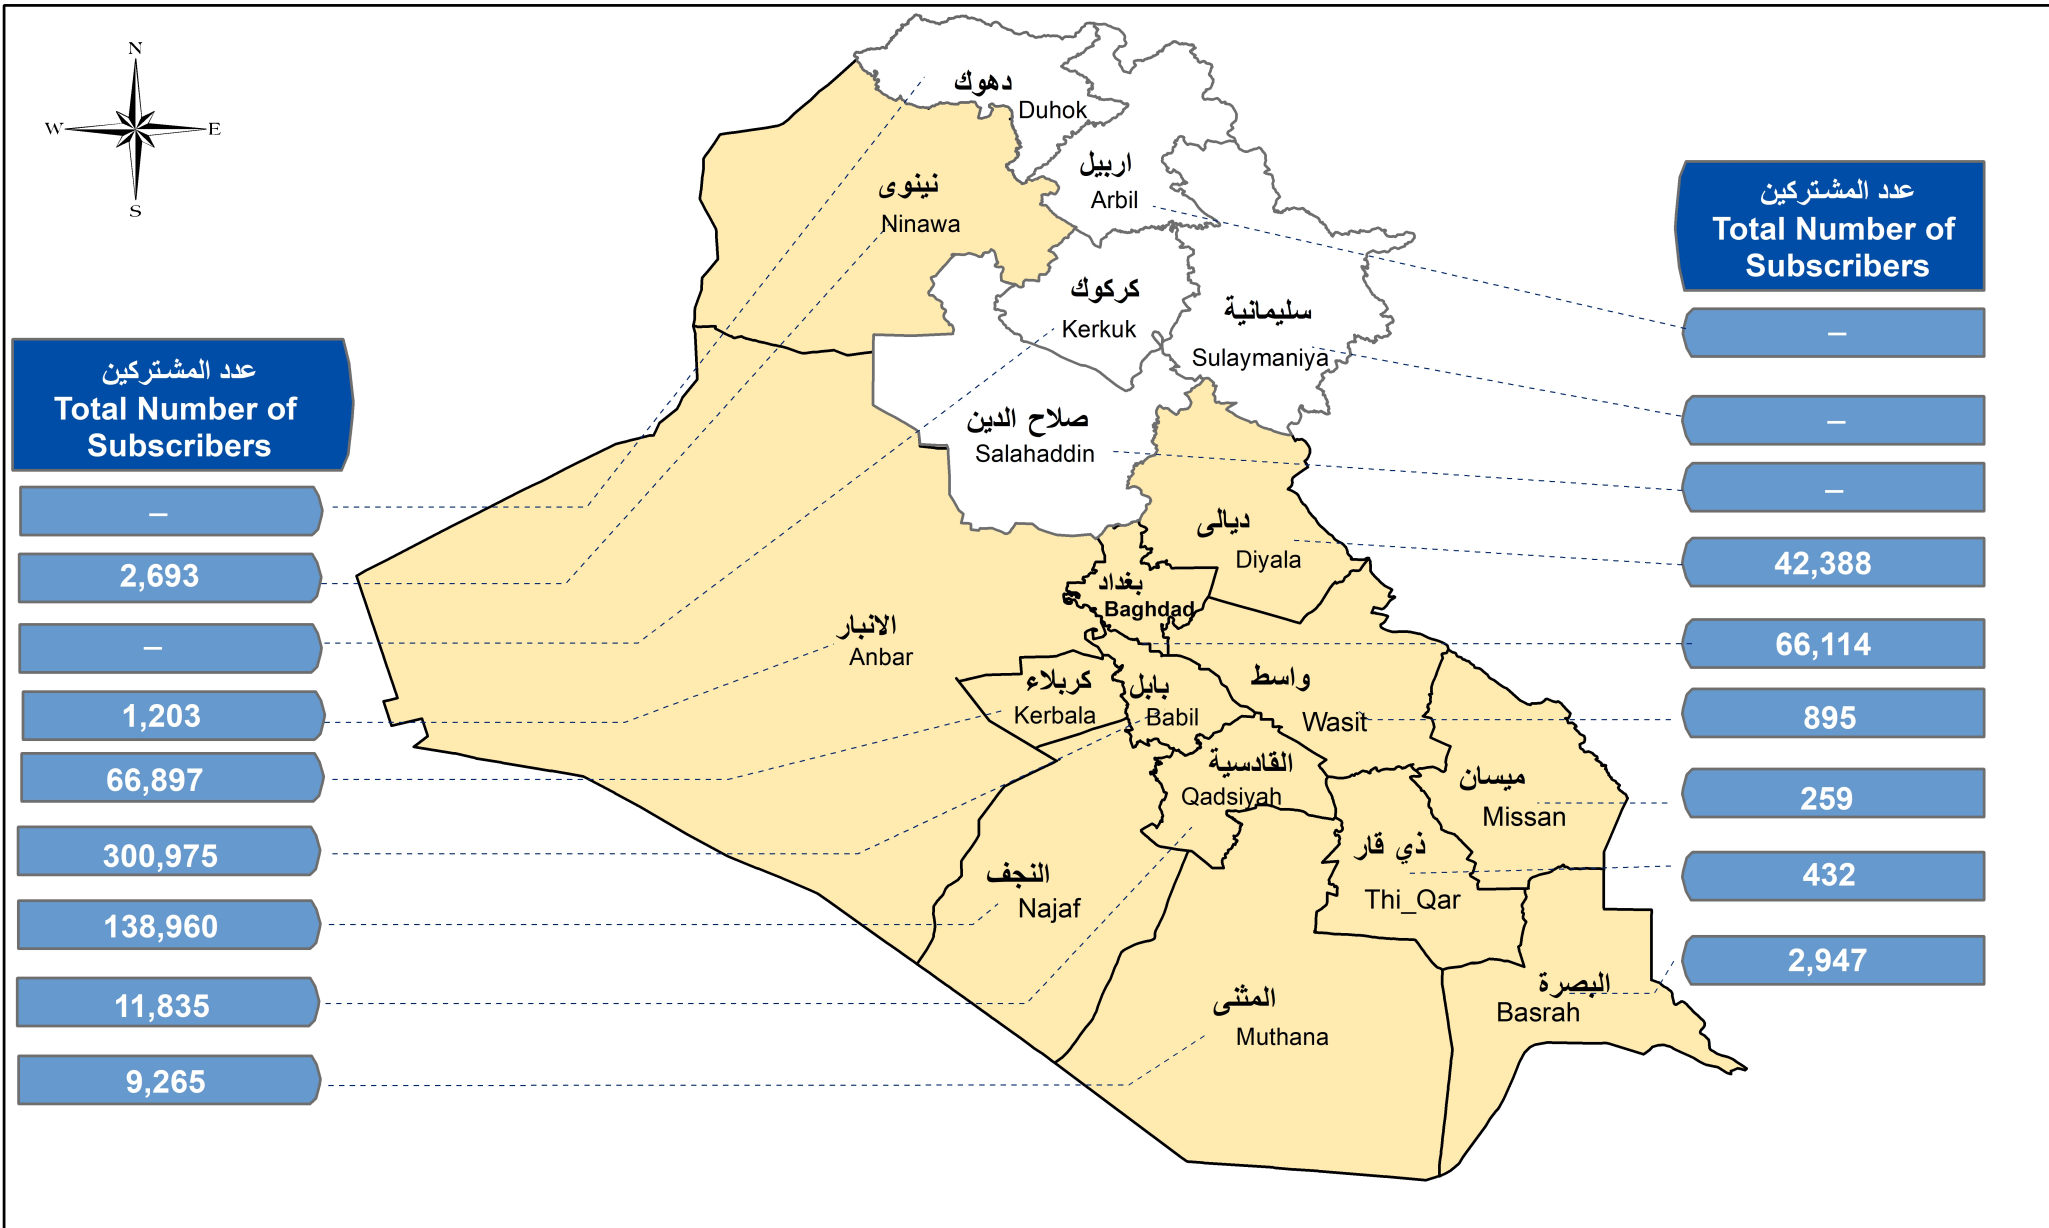 N
W
E
S
دهوك
Duhok
اربيل
Arbil
نينوى
Ninawa
كركوك
Kerkuk
سليمانية
Sulaymaniya
صلاح الدين
Salahaddin
ديالى
Diyala
بغداد
Baghdad
الانبار
Anbar
كربلاء
Kerbala
بابل
Babil
واسط
Wasit
القادسية
Qadsiyah
ميسان
Missan
ذي قار
Thi_Qar
النجف
Najaf
المثنى
Muthana
البصرة
Basrah
عدد المشتركين
Total Number of
Subscribers
–
2,693
–
1,203
66,897
300,975
138,960
11,835
9,265
عدد المشتركين
Total Number of
Subscribers
–
–
–
42,388
66,114
895
259
432
2,947